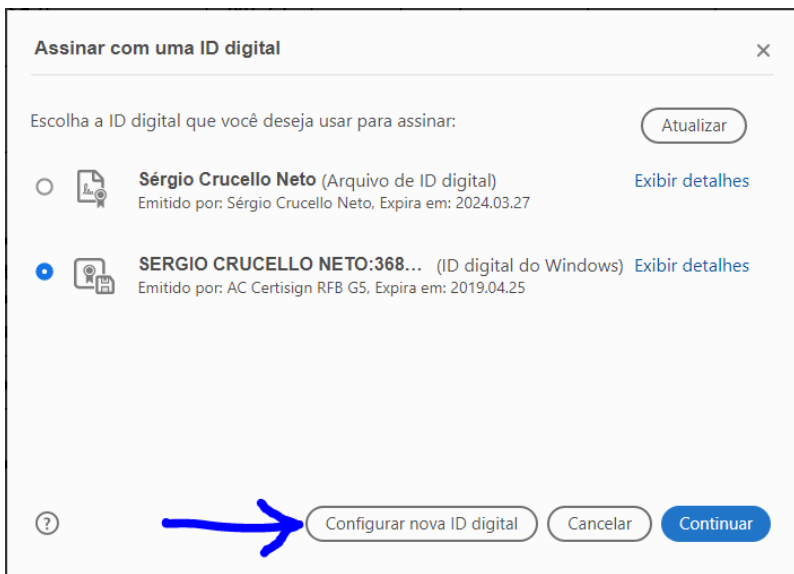 Assinar com uma ID digital
Escolha a ID digital que você deseja usar para assinar:
Atualizar
Sérgio Crucello Neto (Arquivo de ID digital)
Exibir detalhes
Emitido por: Sérgio Crucello Neto, Expira em: 2024.03.27
SERGIO CRUCELLO NETO:368... (ID digital do Windows)
Exibir detalhes
Emitido por: AC Certisign RFB G5, Expira em: 2019.04.25
?
Configurar nova ID digital
Cancelar
Continuar